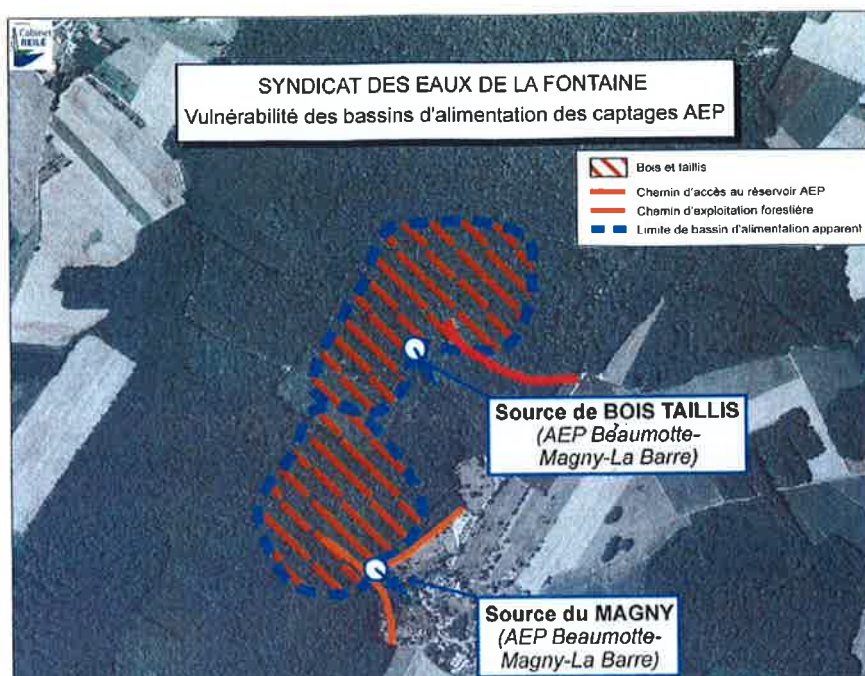 Cabinet
REILÉ
SYNDICAT DES EAUX DE LA FONTAINE
Vulnérabilité des bassins d'alimentation des captages AEP
Bois et taillis
Chemin d'accès au réservoir AEP
Chemin d'exploitation forestière
Limite de bassin d'alimentation apparent
Source de BOIS TAILLIS
(AEP Beaumotte-
Magny-La Barre)
Source du MAGNY
(AEP Beaumotte-
Magny-La Barre)